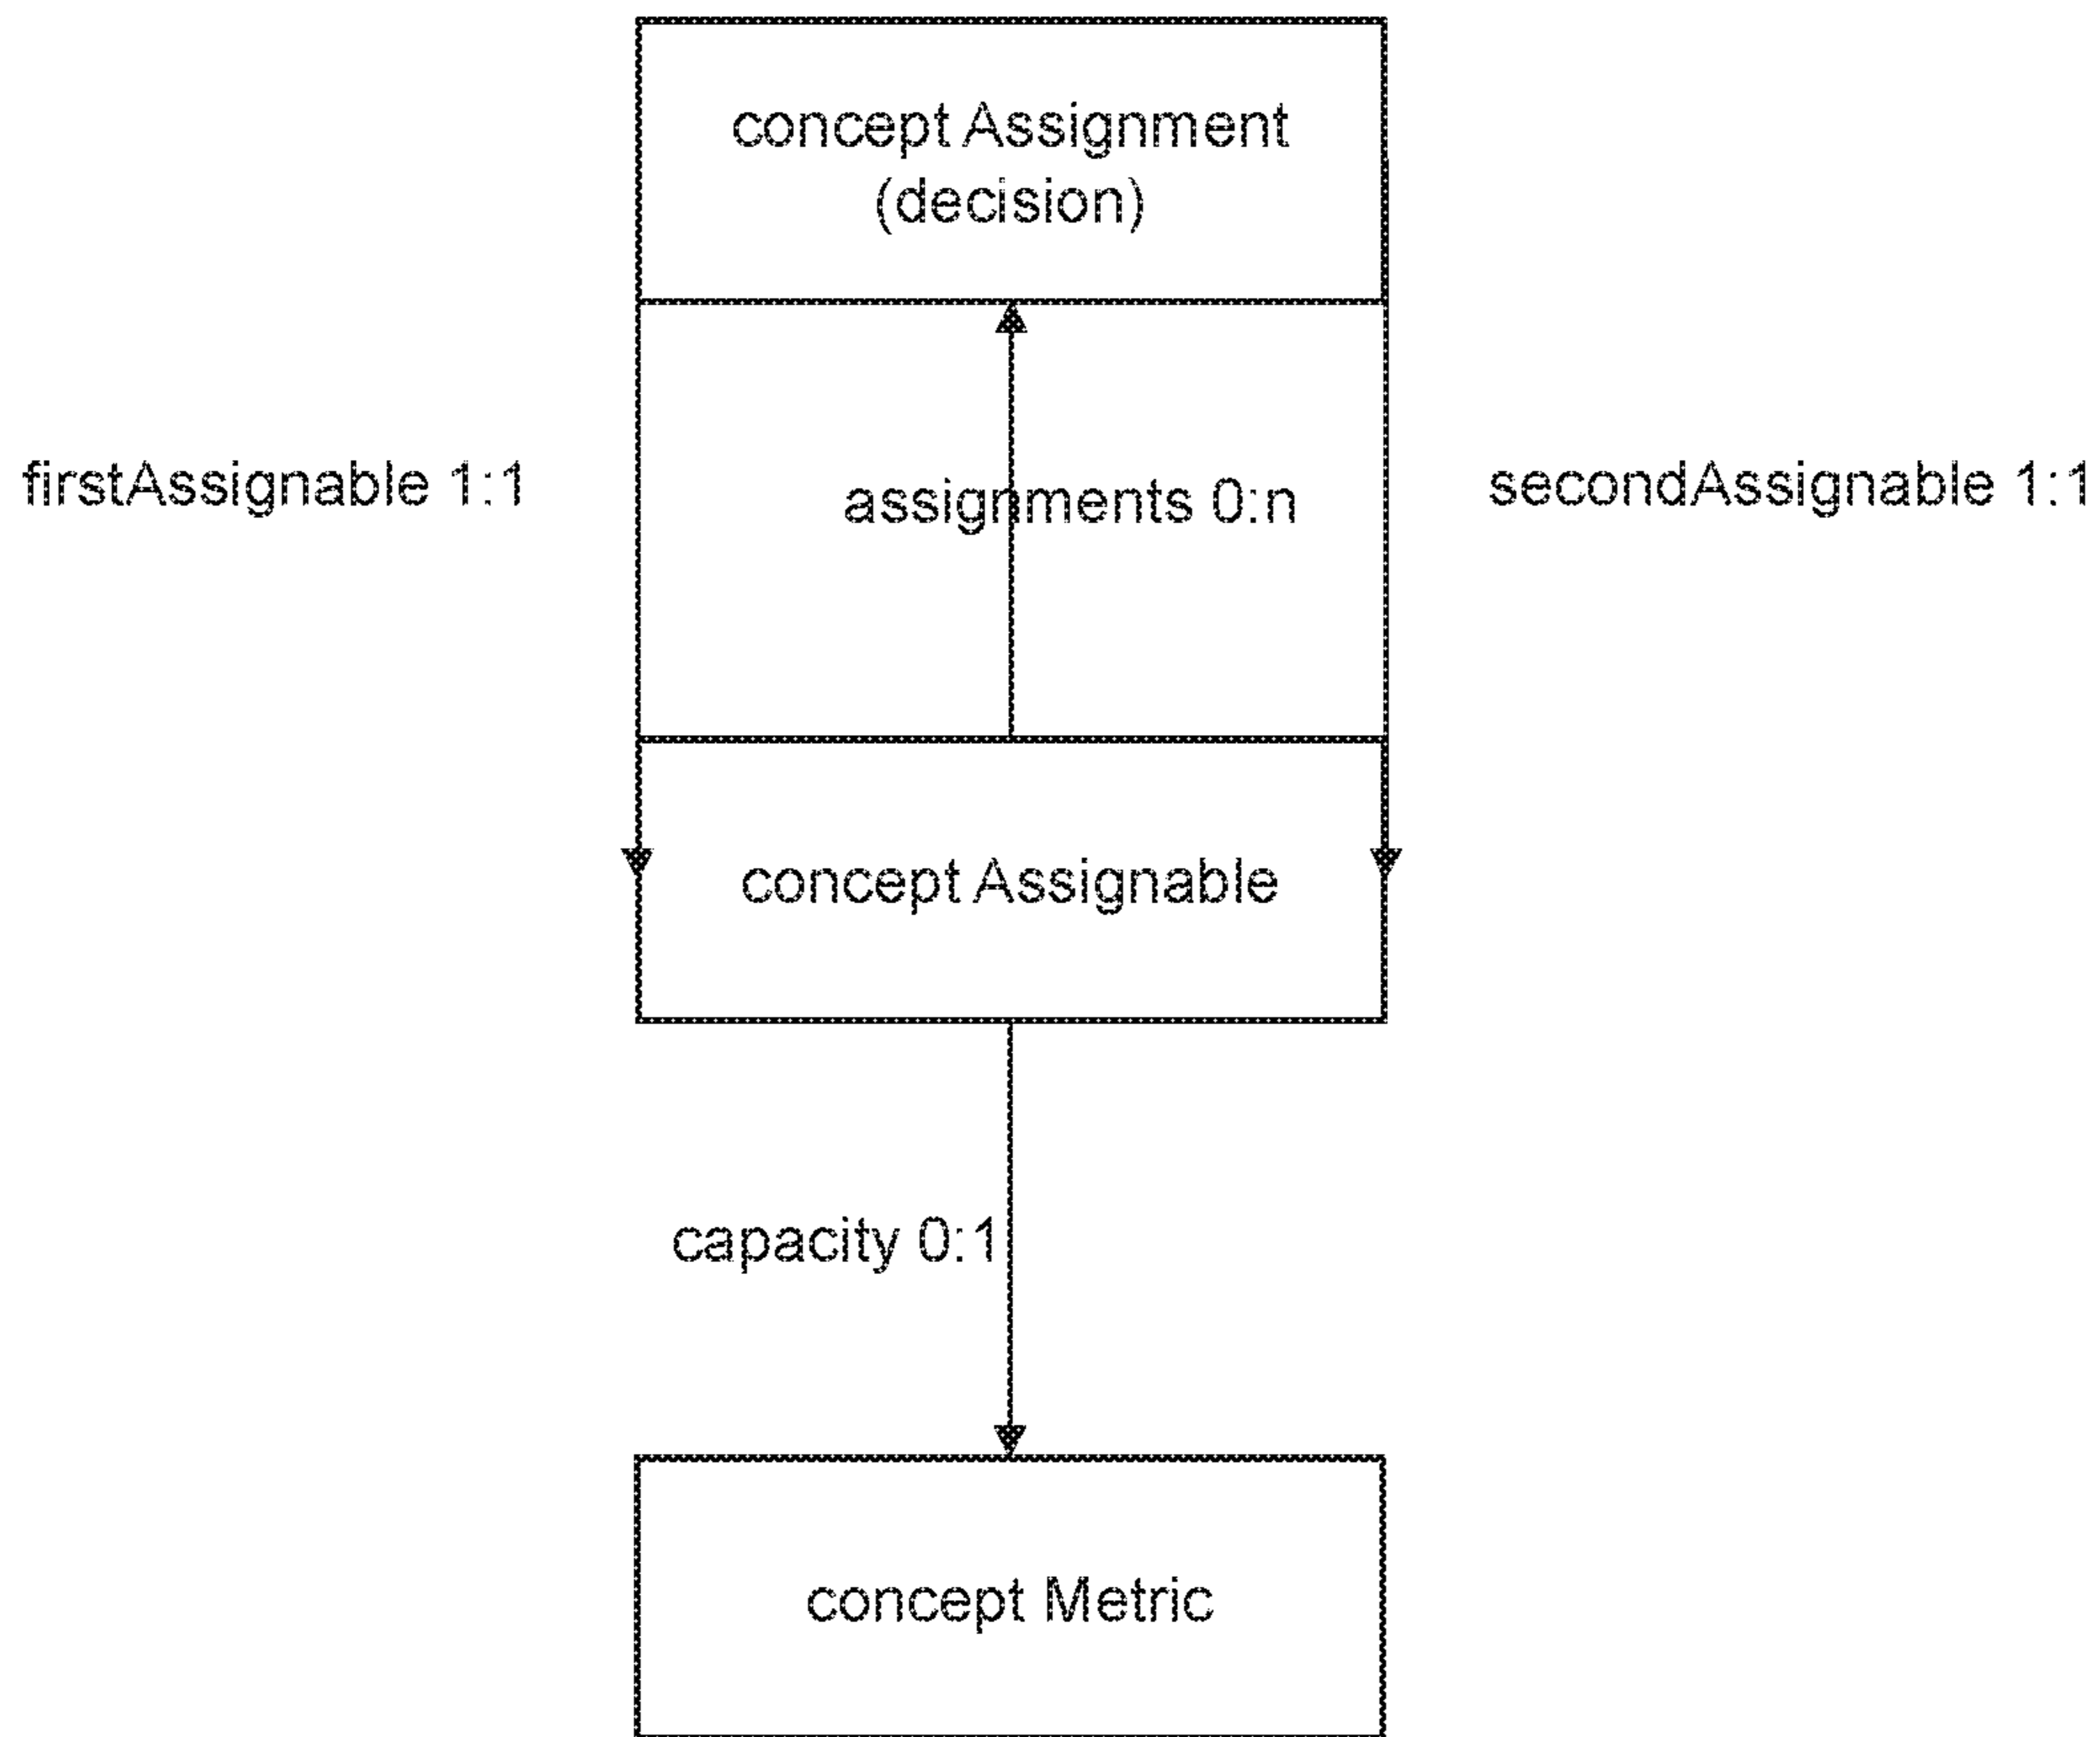 concept Assignment
(decision)
firstAssignable 1:1
assignments 0:n
secondAssignable 1:1
concept Assignable
capacity 0:1
concept Metric